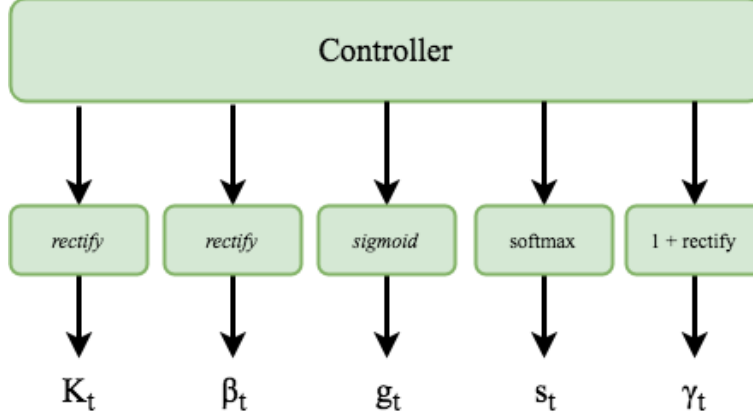 Controller
rectify rectify sigmoid softmax 1 + rectify
Kₜ βₜ gₜ sₜ γₜ